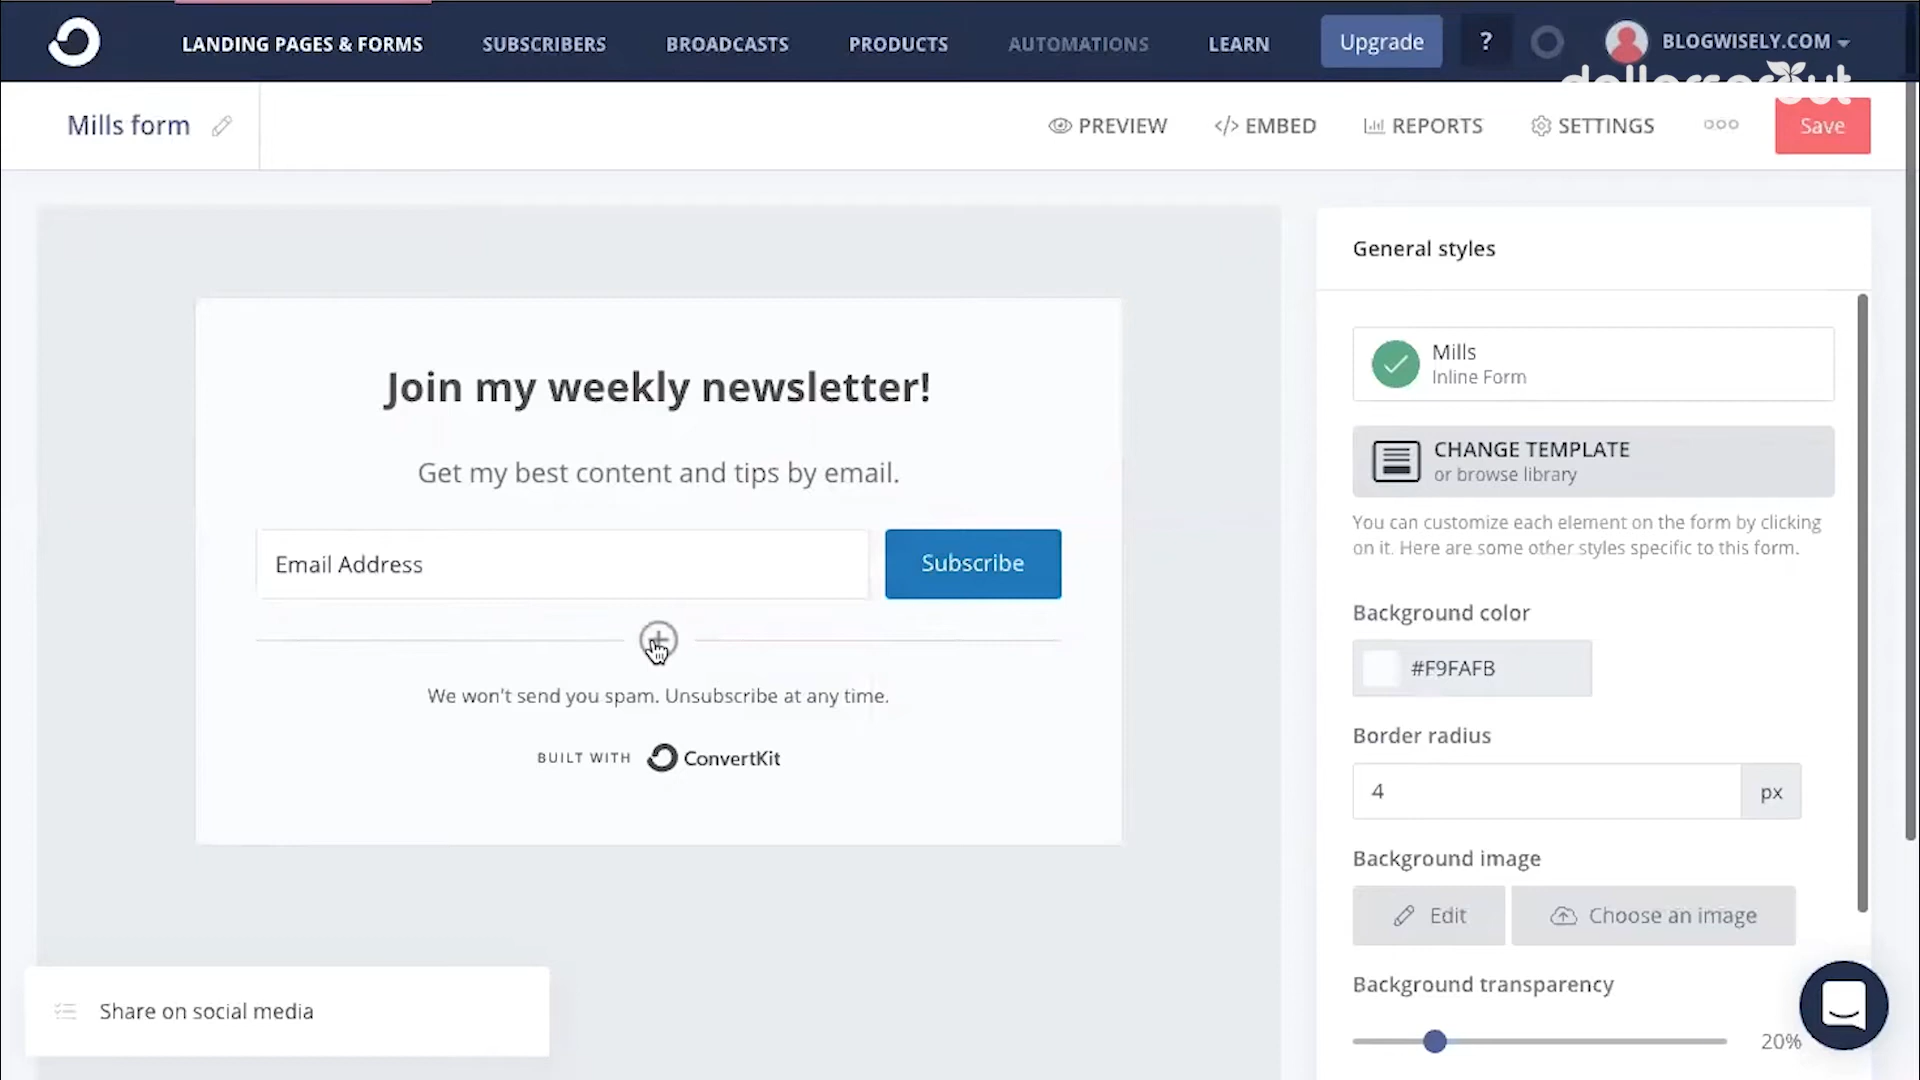 LANDING PAGES & FORMS SUBSCRIBERS BROADCASTS PRODUCTS AUTOMATIONS LEARN Upgrade ? BLOGWISELY.COM
dollarsprout
Mills form PREVIEW </> EMBED REPORTS SETTINGS Save
General styles
Mills
Inline Form
CHANGE TEMPLATE
or browse library
You can customize each element on the form by clicking
on it. Here are some other styles specific to this form.
Background color
#F9FAFB
Border radius
4 px
Background image
Edit Choose an image
Background transparency
20%
Join my weekly newsletter!
Get my best content and tips by email.
Email Address Subscribe
We won't send you spam. Unsubscribe at any time.
BUILT WITH ConvertKit
Share on social media